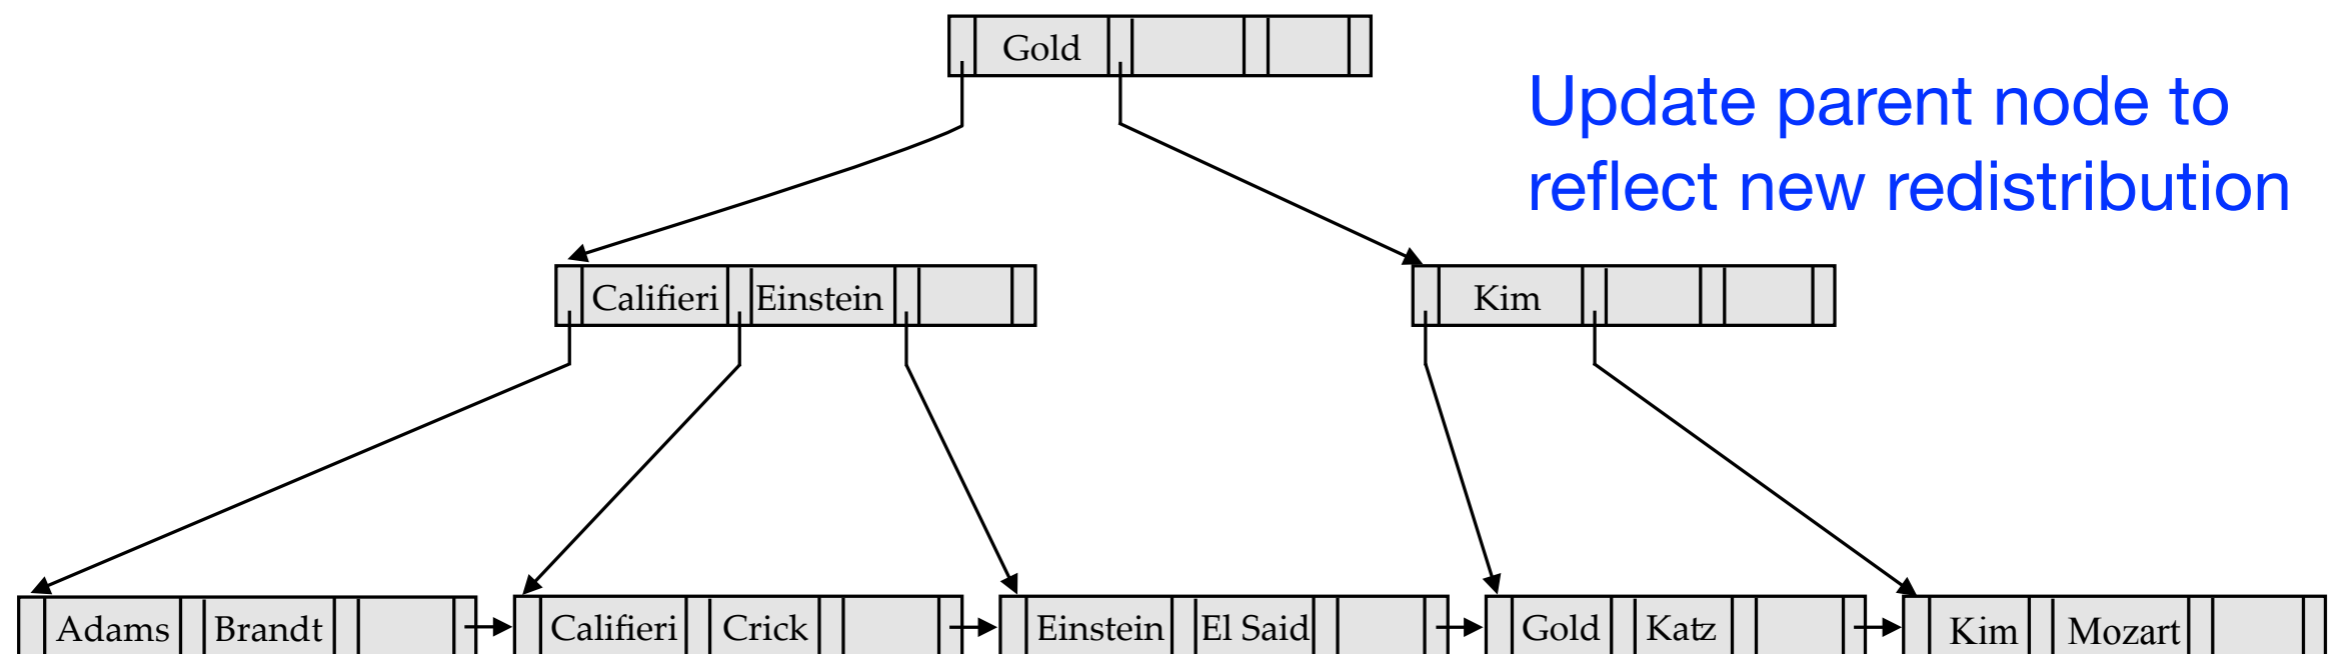 Gold
Update parent node to
reflect new redistribution
Califieri Einstein
Kim
Adams Brandt
Califieri Crick
Einstein El Said
Gold Katz
Kim Mozart